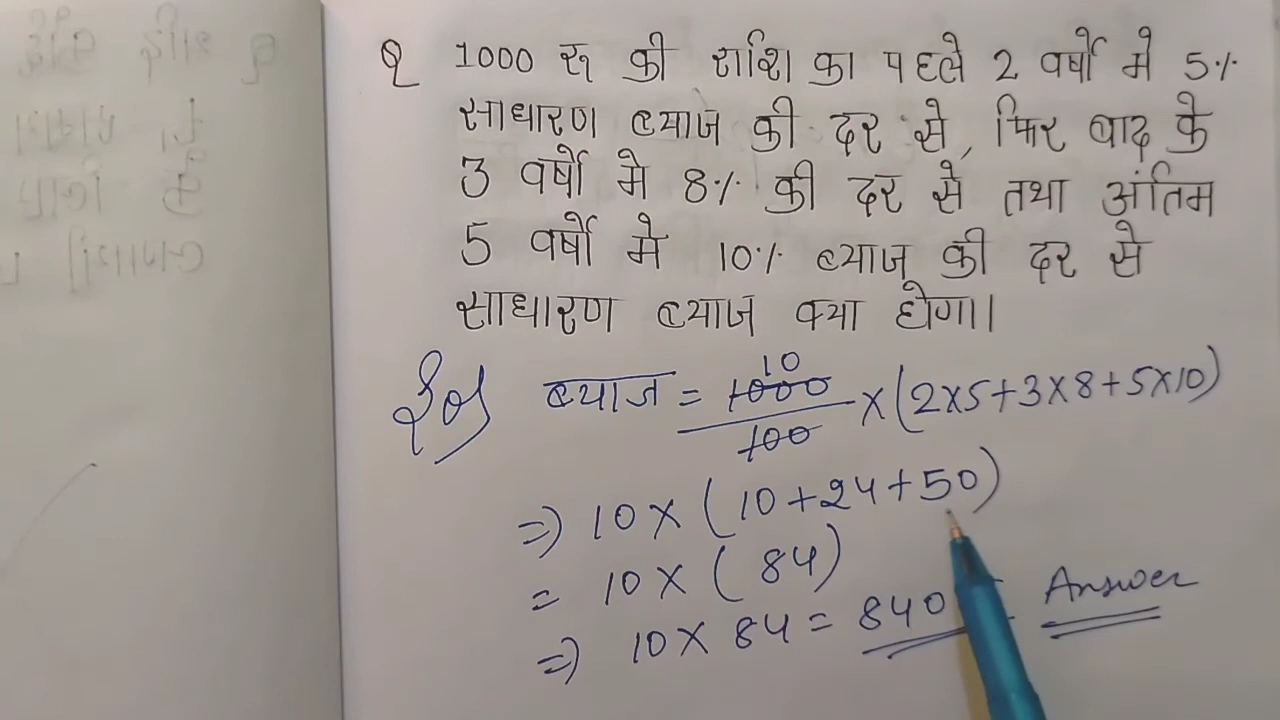 Q 1000 रू की राशि का पहले 2 वर्षो मे 5%
साधारण ब्याज की दर से, फिर बाद के
3 वर्षो मे 8% की दर से तथा अंतिम
5 वर्षो मे 10% ब्याज की दर से
साधारण ब्याज क्या होगा।
Sol ब्याज = 1000/100 10 × (2×5+3×8+5×10)
=) 10 × (10+24+50)
= 10 × (84)
=) 10 × 84 = 840 Answer